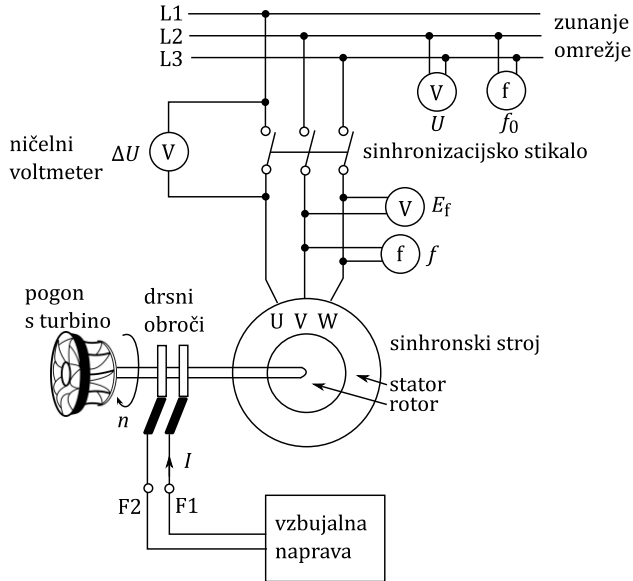 L1
L2
L3
zunanje
omrežje
V
U
f
f0
ničelni
voltmeter
ΔU
V
sinhronizacijsko stikalo
V
Ef
f
f
pogon
s turbino
drsni
obroči
U V W
sinhronski stroj
stator
rotor
n
I
F2
F1
vzbujalna
naprava